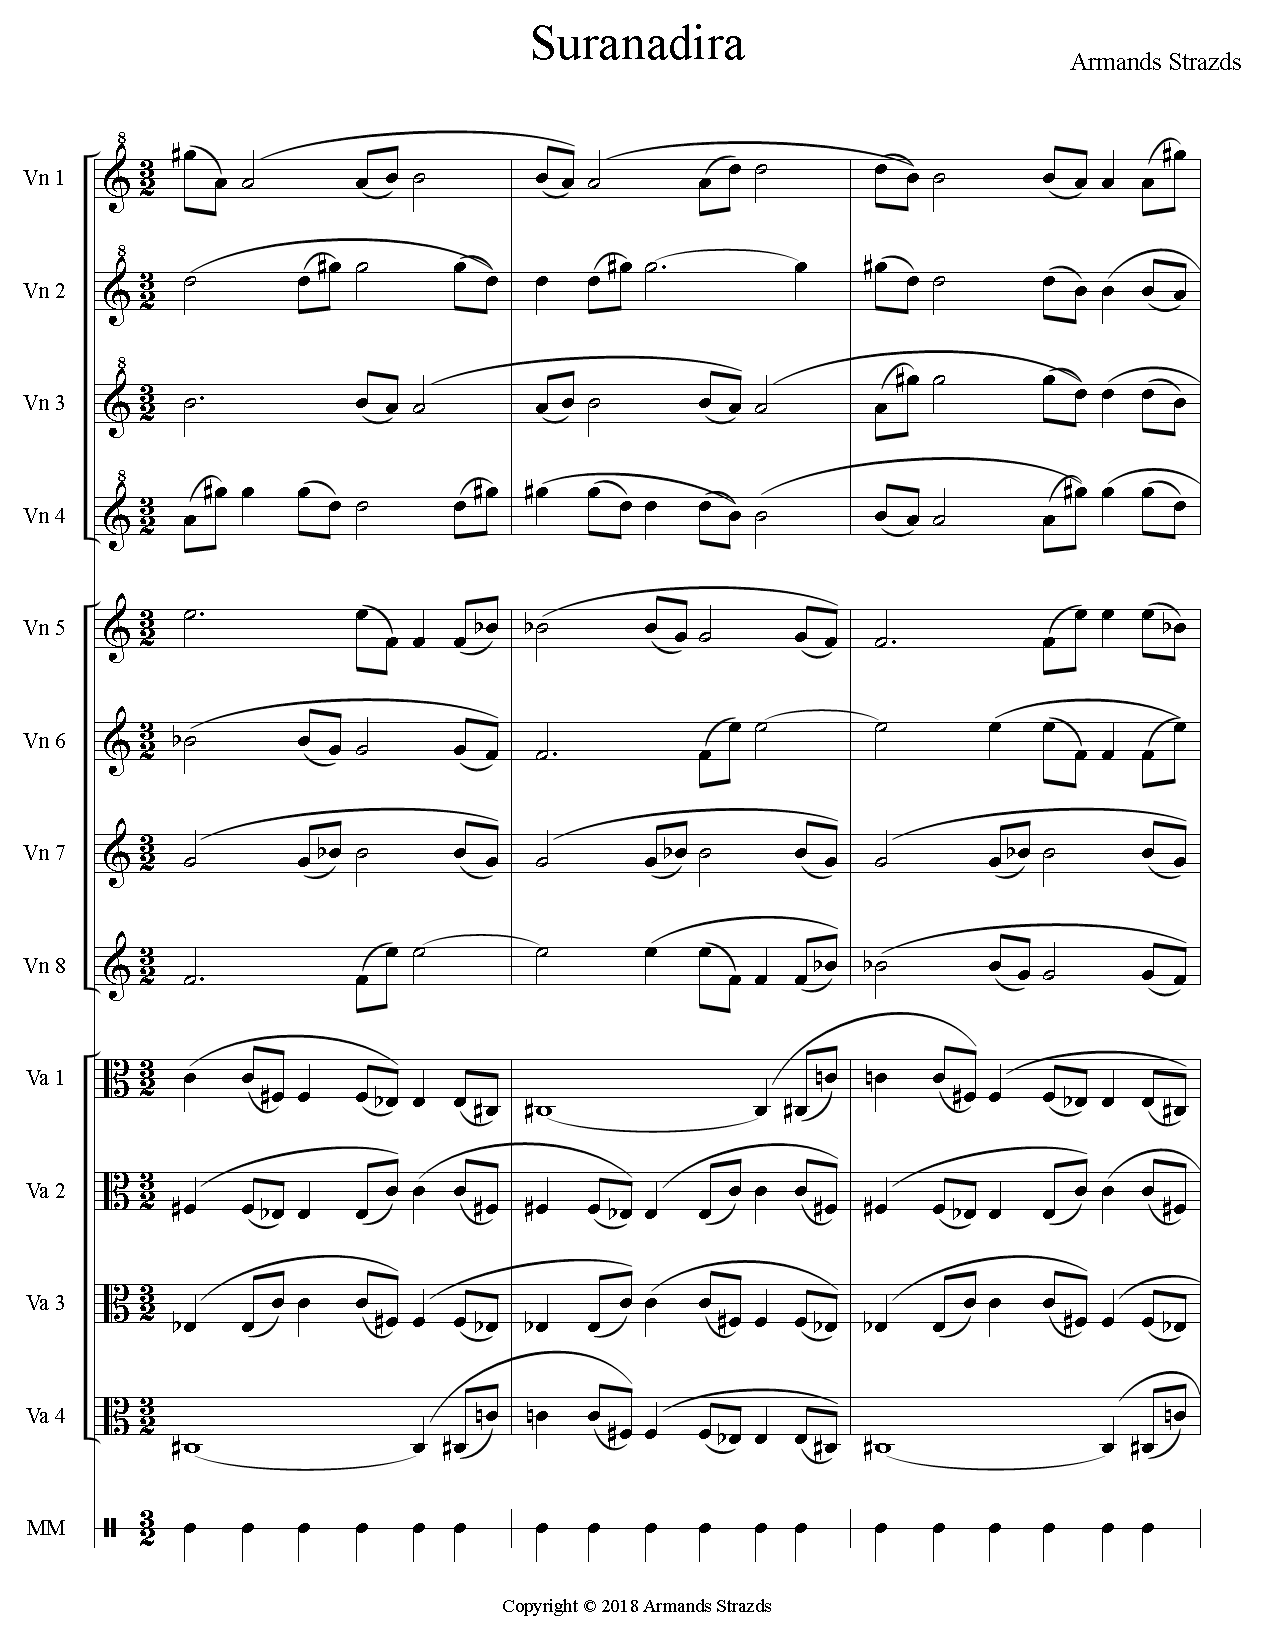 Suranadira
Armands Strazds
Vn 1
Vn 2
Vn 3
Vn 4
Vn 5
Vn 6
Vn 7
Vn 8
Va 1
Va 2
Va 3
Va 4
MM
Copyright © 2018 Armands Strazds